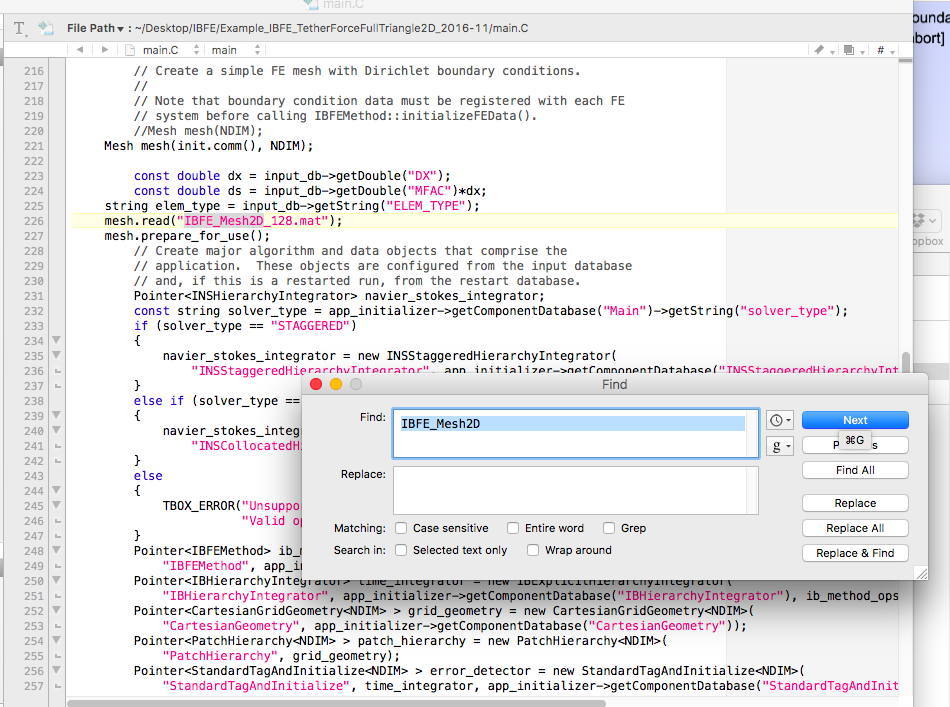 main.C
ounda
bort]
File Path ▾ : ~/Desktop/IBFE/Example_IBFE_TetherForceFullTriangle2D_2016-11/main.C
main.C main #
216 // Create a simple FE mesh with Dirichlet boundary conditions.
217 //
218 // Note that boundary condition data must be registered with each FE
219 // system before calling IBFEMethod::initializeFEData().
220 //Mesh mesh(NDIM);
221 Mesh mesh(init.comm(), NDIM);
222
223 const double dx = input_db->getDouble("DX");
224 const double ds = input_db->getDouble("MFAC")*dx;
225 string elem_type = input_db->getString("ELEM_TYPE");
226 mesh.read("IBFE_Mesh2D_128.mat");
227 mesh.prepare_for_use();
228 // Create major algorithm and data objects that comprise the
229 // application.  These objects are configured from the input database
230 // and, if this is a restarted run, from the restart database.
231 Pointer<INSHierarchyIntegrator> navier_stokes_integrator;
232 const string solver_type = app_initializer->getComponentDatabase("Main")->getString("solver_type");
233 if (solver_type == "STAGGERED")
234 {
235 navier_stokes_integrator = new INSStaggeredHierarchyIntegrator(
236 "INSStaggeredHierarchyIntegrator", app_initializer->getComponentDatabase("INSStaggeredHierarchyInt
237 }
238 else if (solver_type ==
239 {
240 navier_stokes_integ
241 "INSCollocatedH
242 }
243 else
244 {
245 TBOX_ERROR("Unsuppo
246 "Valid op
247 }
248 Pointer<IBFEMethod> ib_m
249 "IBFEMethod", app_in
250 Pointer<IBHierarchyIntegrator> time_integrator = new IBExplicitHierarchyIntegrator(
251 "IBHierarchyIntegrator", app_initializer->getComponentDatabase("IBHierarchyIntegrator"), ib_method_ops
252 Pointer<CartesianGridGeometry<NDIM> > grid_geometry = new CartesianGridGeometry<NDIM>(
253 "CartesianGeometry", app_initializer->getComponentDatabase("CartesianGeometry"));
254 Pointer<PatchHierarchy<NDIM> > patch_hierarchy = new PatchHierarchy<NDIM>(
255 "PatchHierarchy", grid_geometry);
256 Pointer<StandardTagAndInitialize<NDIM> > error_detector = new StandardTagAndInitialize<NDIM>(
257 "StandardTagAndInitialize", time_integrator, app_initializer->getComponentDatabase("StandardTagAndInit
opbox
Find
Find: IBFE_Mesh2D
g
Next
P s
⌘G
Find All
Replace:
Replace
Replace All
Replace & Find
Matching: Case sensitive Entire word Grep
Search in: Selected text only Wrap around